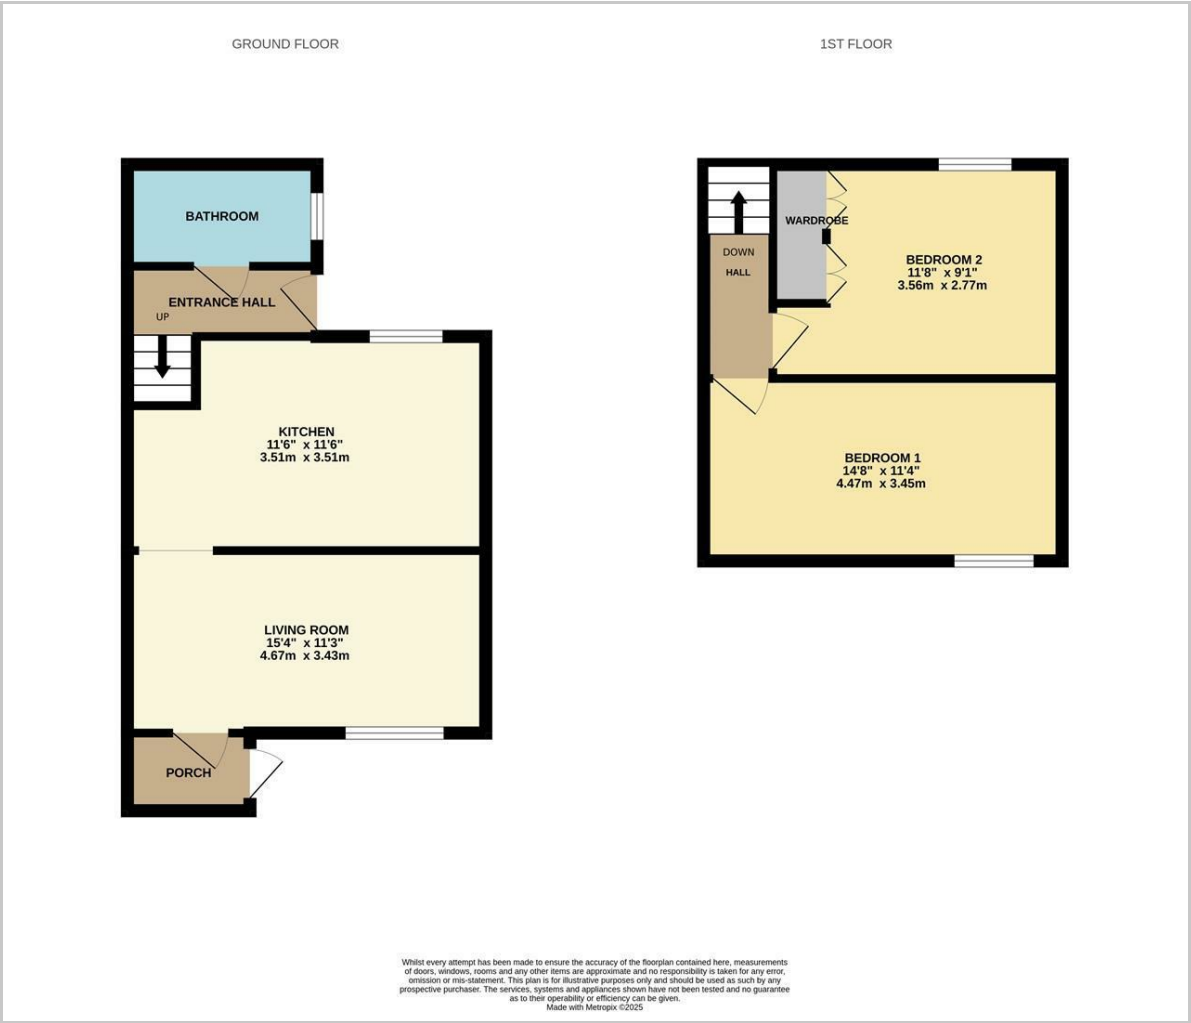 GROUND FLOOR
1ST FLOOR
BATHROOM
ENTRANCE HALL
UP
KITCHEN
11'6" x 11'6"
3.51m x 3.51m
LIVING ROOM
15'4" x 11'3"
4.67m x 3.43m
PORCH
WARDROBE
DOWN
HALL
BEDROOM 2
11'8" x 9'1"
3.56m x 2.77m
BEDROOM 1
14'8" x 11'4"
4.47m x 3.45m
Whilst every attempt has been made to ensure the accuracy of the floorplan contained here, measurements
of doors, windows, rooms and any other items are approximate and no responsibility is taken for any error,
omission or mis-statement. This plan is for illustrative purposes only and should be used as such by any
prospective purchaser. The services, systems and appliances shown have not been tested and no guarantee
as to their operability or efficiency can be given.
Made with Metropix ©2025